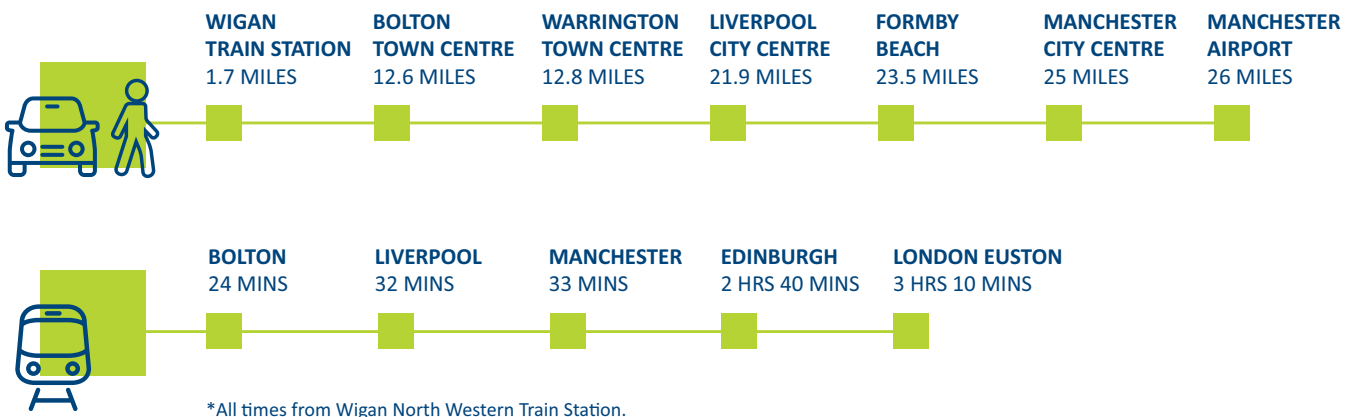 WIGAN
TRAIN STATION
1.7 MILES
BOLTON
TOWN CENTRE
12.6 MILES
WARRINGTON
TOWN CENTRE
12.8 MILES
LIVERPOOL
CITY CENTRE
21.9 MILES
FORMBY
BEACH
23.5 MILES
MANCHESTER
CITY CENTRE
25 MILES
MANCHESTER
AIRPORT
26 MILES
BOLTON
24 MINS
LIVERPOOL
32 MINS
MANCHESTER
33 MINS
EDINBURGH
2 HRS 40 MINS
LONDON EUSTON
3 HRS 10 MINS
*All times from Wigan North Western Train Station.